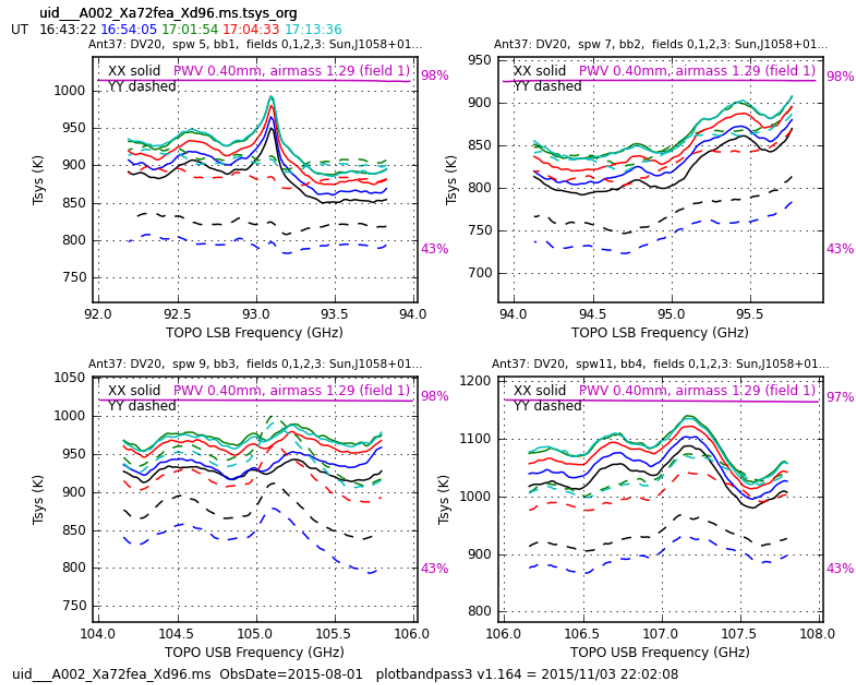 uid___A002_Xa72fea_Xd96.ms.tsys_org
UT 16:43:22 16:54:05 17:01:54 17:04:33 17:13:36
Ant37: DV20, spw 5, bb1, fields 0,1,2,3: Sun,J1058+01...
XX solid PWV 0.40mm, airmass 1.29 (field 1) 98%
YY dashed
1000
950
900
850
800
750
43%
Tsys (K)
92.0 92.5 93.0 93.5 94.0
TOPO LSB Frequency (GHz)
Ant37: DV20, spw 7, bb2, fields 0,1,2,3: Sun,J1058+01...
950
XX solid PWV 0.40mm, airmass 1.29 (field 1) 98%
YY dashed
900
850
800
750
700
43%
Tsys (K)
94.0 94.5 95.0 95.5
TOPO LSB Frequency (GHz)
Ant37: DV20, spw 9, bb3, fields 0,1,2,3: Sun,J1058+01...
1050
XX solid PWV 0.40mm, airmass 1.29 (field 1) 98%
YY dashed
1000
950
900
850
800
750
43%
Tsys (K)
104.0 104.5 105.0 105.5 106.0
TOPO USB Frequency (GHz)
Ant37: DV20, spw11, bb4, fields 0,1,2,3: Sun,J1058+01...
1200
XX solid PWV 0.40mm, airmass 1.29 (field 1) 97%
YY dashed
1100
1000
900
800
43%
Tsys (K)
106.0 106.5 107.0 107.5 108.0
TOPO USB Frequency (GHz)
uid___A002_Xa72fea_Xd96.ms ObsDate=2015-08-01 plotbandpass3 v1.164 = 2015/11/03 22:02:08